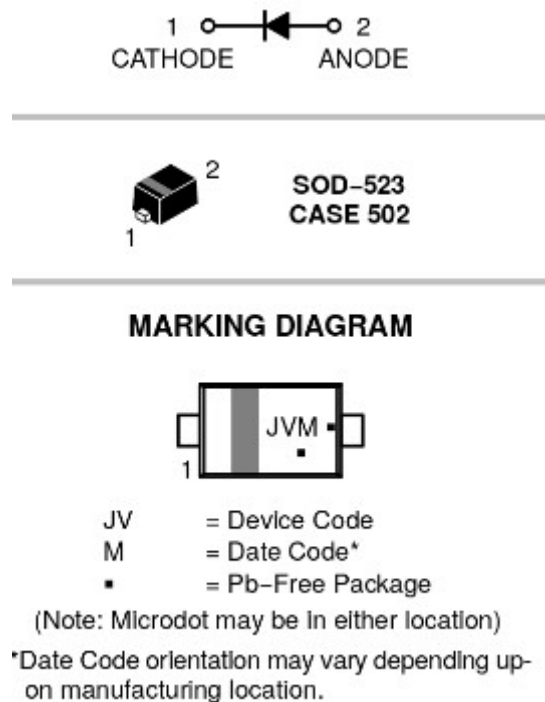 1 2
CATHODE ANODE
2
1
SOD−523
CASE 502
MARKING DIAGRAM
JVM ▪
▪
1
JV = Device Code
M = Date Code*
▪ = Pb−Free Package
(Note: Microdot may be in either location)
*Date Code orientation may vary depending up-
on manufacturing location.